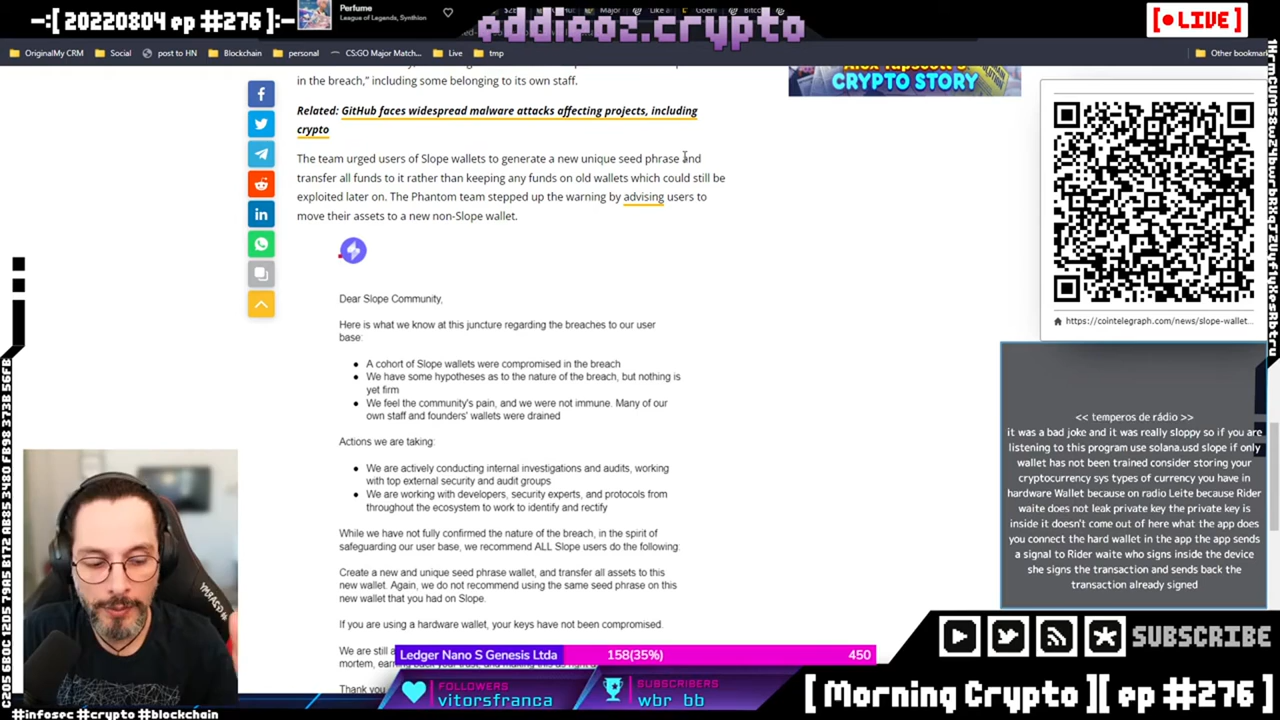 -:[ 20220804 ep #276]:-
Perfume
League of Legends, Synthion
eddieoz.crypto
[● LIVE]
OriginalMy CRM
Social
Blockchain
post to HN
personal
CS:GO Major Match...
Live
tmp
Other bookmar
in the breach,” including some belonging to its own staff.
Related: GitHub faces widespread malware attacks affecting projects, including
crypto
The team urged users of Slope wallets to generate a new unique seed phrase and
transfer all funds to it rather than keeping any funds on old wallets which could still be
exploited later on. The Phantom team stepped up the warning by advising users to
move their assets to a new non-Slope wallet.
Dear Slope Community,
Here is what we know at this juncture regarding the breaches to our user
base:
● A cohort of Slope wallets were compromised in the breach
● We have some hypotheses as to the nature of the breach, but nothing is
yet firm
● We feel the community's pain, and we were not immune. Many of our
own staff and founders' wallets were drained
Actions we are taking:
● We are actively conducting internal investigations and audits, working
with top external security and audit groups
● We are working with developers, security experts, and protocols from
throughout the ecosystem to work to identify and rectify
While we have not fully confirmed the nature of the breach, in the spirit of
safeguarding our user base, we recommend ALL Slope users do the following:
Create a new and unique seed phrase wallet, and transfer all assets to this
new wallet. Again, we do not recommend using the same seed phrase on this
new wallet that you had on Slope.
If you are using a hardware wallet, your keys have not been compromised.
We are still a
mortem, earn
Thank you
CRYPTO STORY
https://cointelegraph.com/news/slope-wallet...
<< temperos de rádio >>
it was a bad joke and it was really sloppy so if you are
listening to this program use solana.usd slope if only
wallet has not been trained consider storing your
cryptocurrency sys types of currency you have in
hardware Wallet because on radio Leite because Rider
waite does not leak private key the private key is
inside it doesn't come out of here what the app does
you connect the hard wallet in the app the app sends
a signal to Rider waite who signs inside the device
she signs the transaction and sends back the
transaction already signed
Ledger Nano S Genesis Ltda
158(35%)
450
FOLLOWERS
vitorsfranca
SUBSCRIBERS
wbr_bb
SUBSCRIBE
[ Morning Crypto ][ ep #276 ]
#infosec #crypto #blockchain